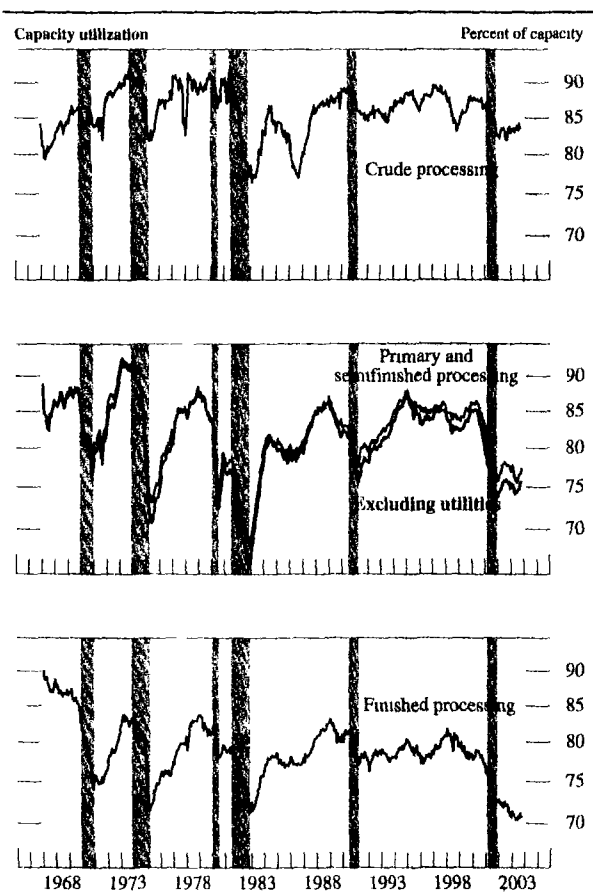 Capacity utilization Percent of capacity
90
85
Crude processing
80
75
70
Primary and
semifinished processing
90
85
80
75
Excluding utilities
70
90
Finished processing
85
80
75
70
1968 1973 1978 1983 1988 1993 1998 2003